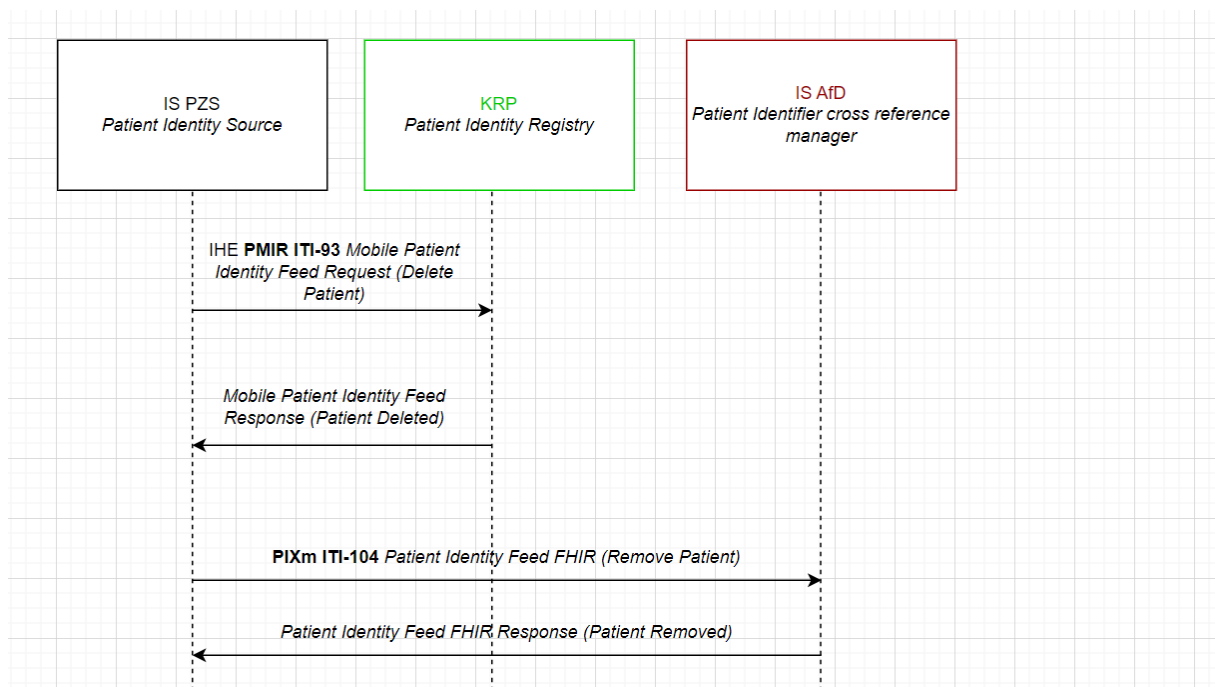 IS PZS
Patient Identity Source
KRP
Patient Identity Registry
IS AfD
Patient Identifier cross reference
manager
IHE PMIR ITI-93 Mobile Patient
Identity Feed Request (Delete
Patient)
Mobile Patient Identity Feed
Response (Patient Deleted)
PIXm ITI-104 Patient Identity Feed FHIR (Remove Patient)
Patient Identity Feed FHIR Response (Patient Removed)